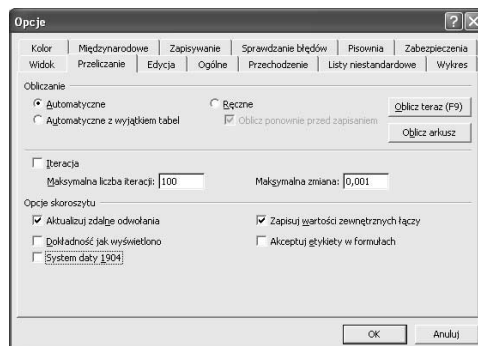 Opcje
Kolor Międzynarodowe Zapisywanie Sprawdzanie błędów Pisownia Zabezpieczenia
Widok Przeliczanie Edycja Ogólne Przechodzenie Listy niestandardowe Wykres
Obliczanie
Automatyczne Ręczne Oblicz teraz (F9)
Automatyczne z wyjątkiem tabel Oblicz ponownie przed zapisaniem
Oblicz arkusz
Iteracja
Maksymalna liczba iteracji: 100 Maksymalna zmiana: 0,001
Opcje skoroszytu
Aktualizuj zdalne odwołania Zapisuj wartości zewnętrznych łączy
Dokładność jak wyświetlono Akceptuj etykiety w formułach
System daty 1904
OK Anuluj